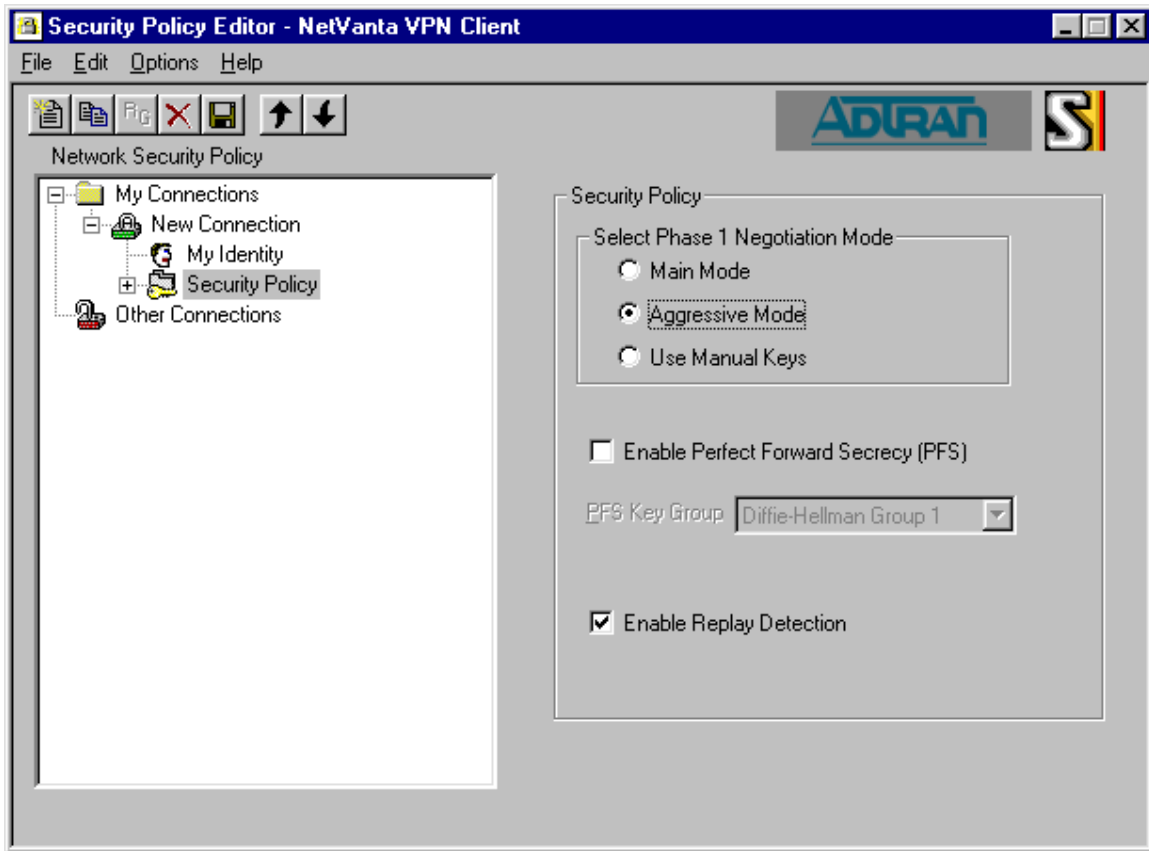 Security Policy Editor - NetVanta VPN Client
File Edit Options Help
ADTRAN
S
Network Security Policy
My Connections
New Connection
My Identity
Security Policy
Other Connections
Security Policy
Select Phase 1 Negotiation Mode
Main Mode
Aggressive Mode
Use Manual Keys
Enable Perfect Forward Secrecy (PFS)
PFS Key Group Diffie-Hellman Group 1
Enable Replay Detection